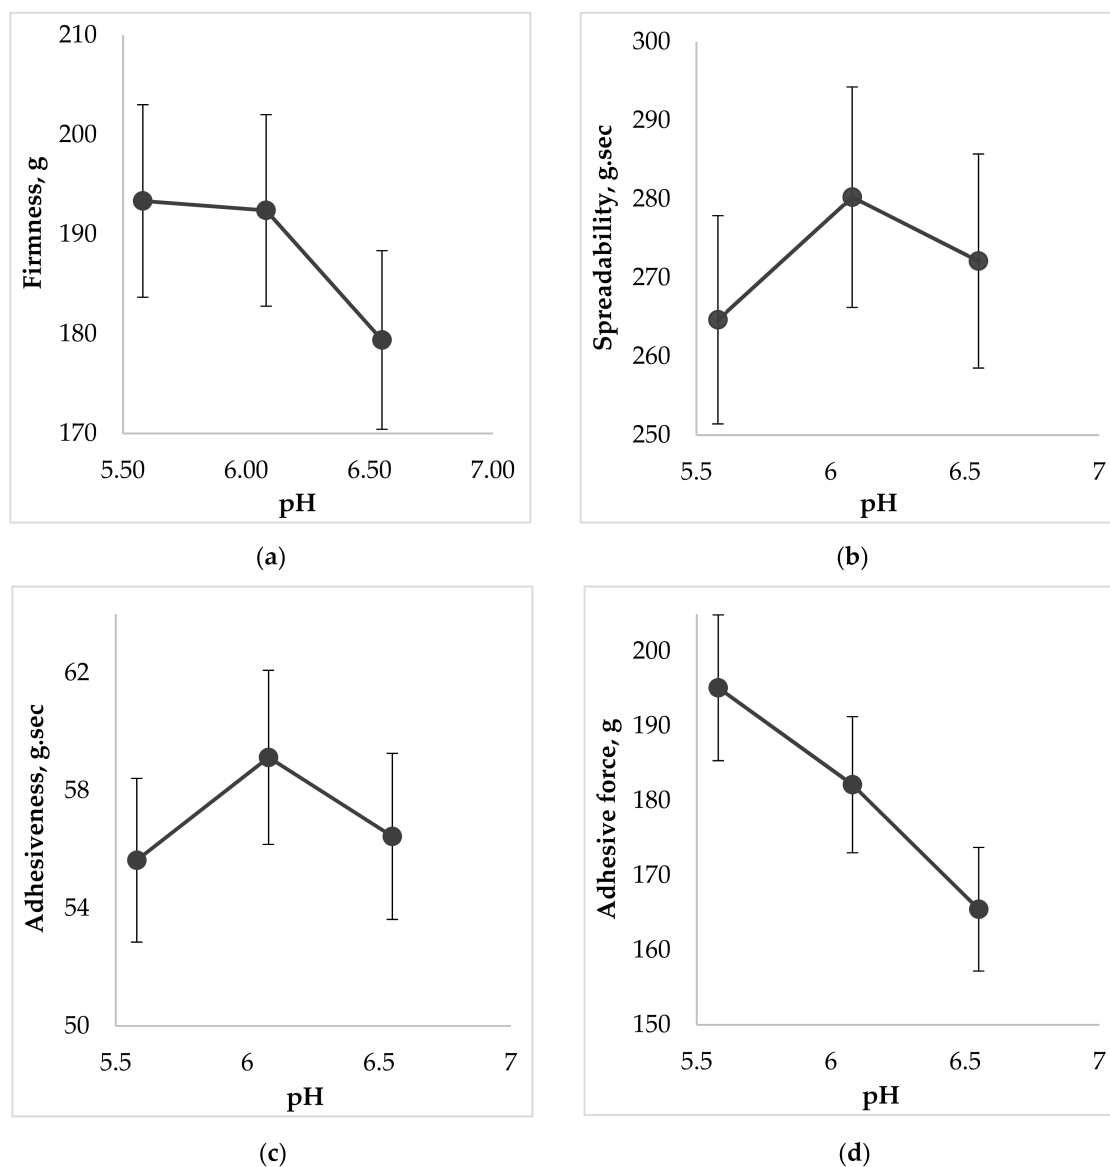 210
200
190
180
170
Firmness, g
5.50 6.00 6.50 7.00
pH
(a)
300
290
280
270
260
250
Spreadability, g.sec
5.5 6 6.5 7
pH
(b)
62
58
54
50
Adhesiveness, g.sec
5.5 6 6.5 7
pH
(c)
200
190
180
170
160
150
Adhesive force, g
5.5 6 6.5 7
pH
(d)